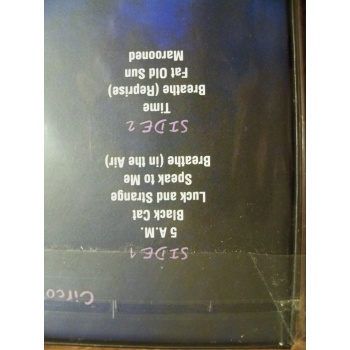 SIDE 1
5 A.M.
Black Cat
Luck and Strange
Speak to Me
Breathe (in the Air)
SIDE 2
Time
Breathe (Reprise)
Fat Old Sun
Marooned
Circo